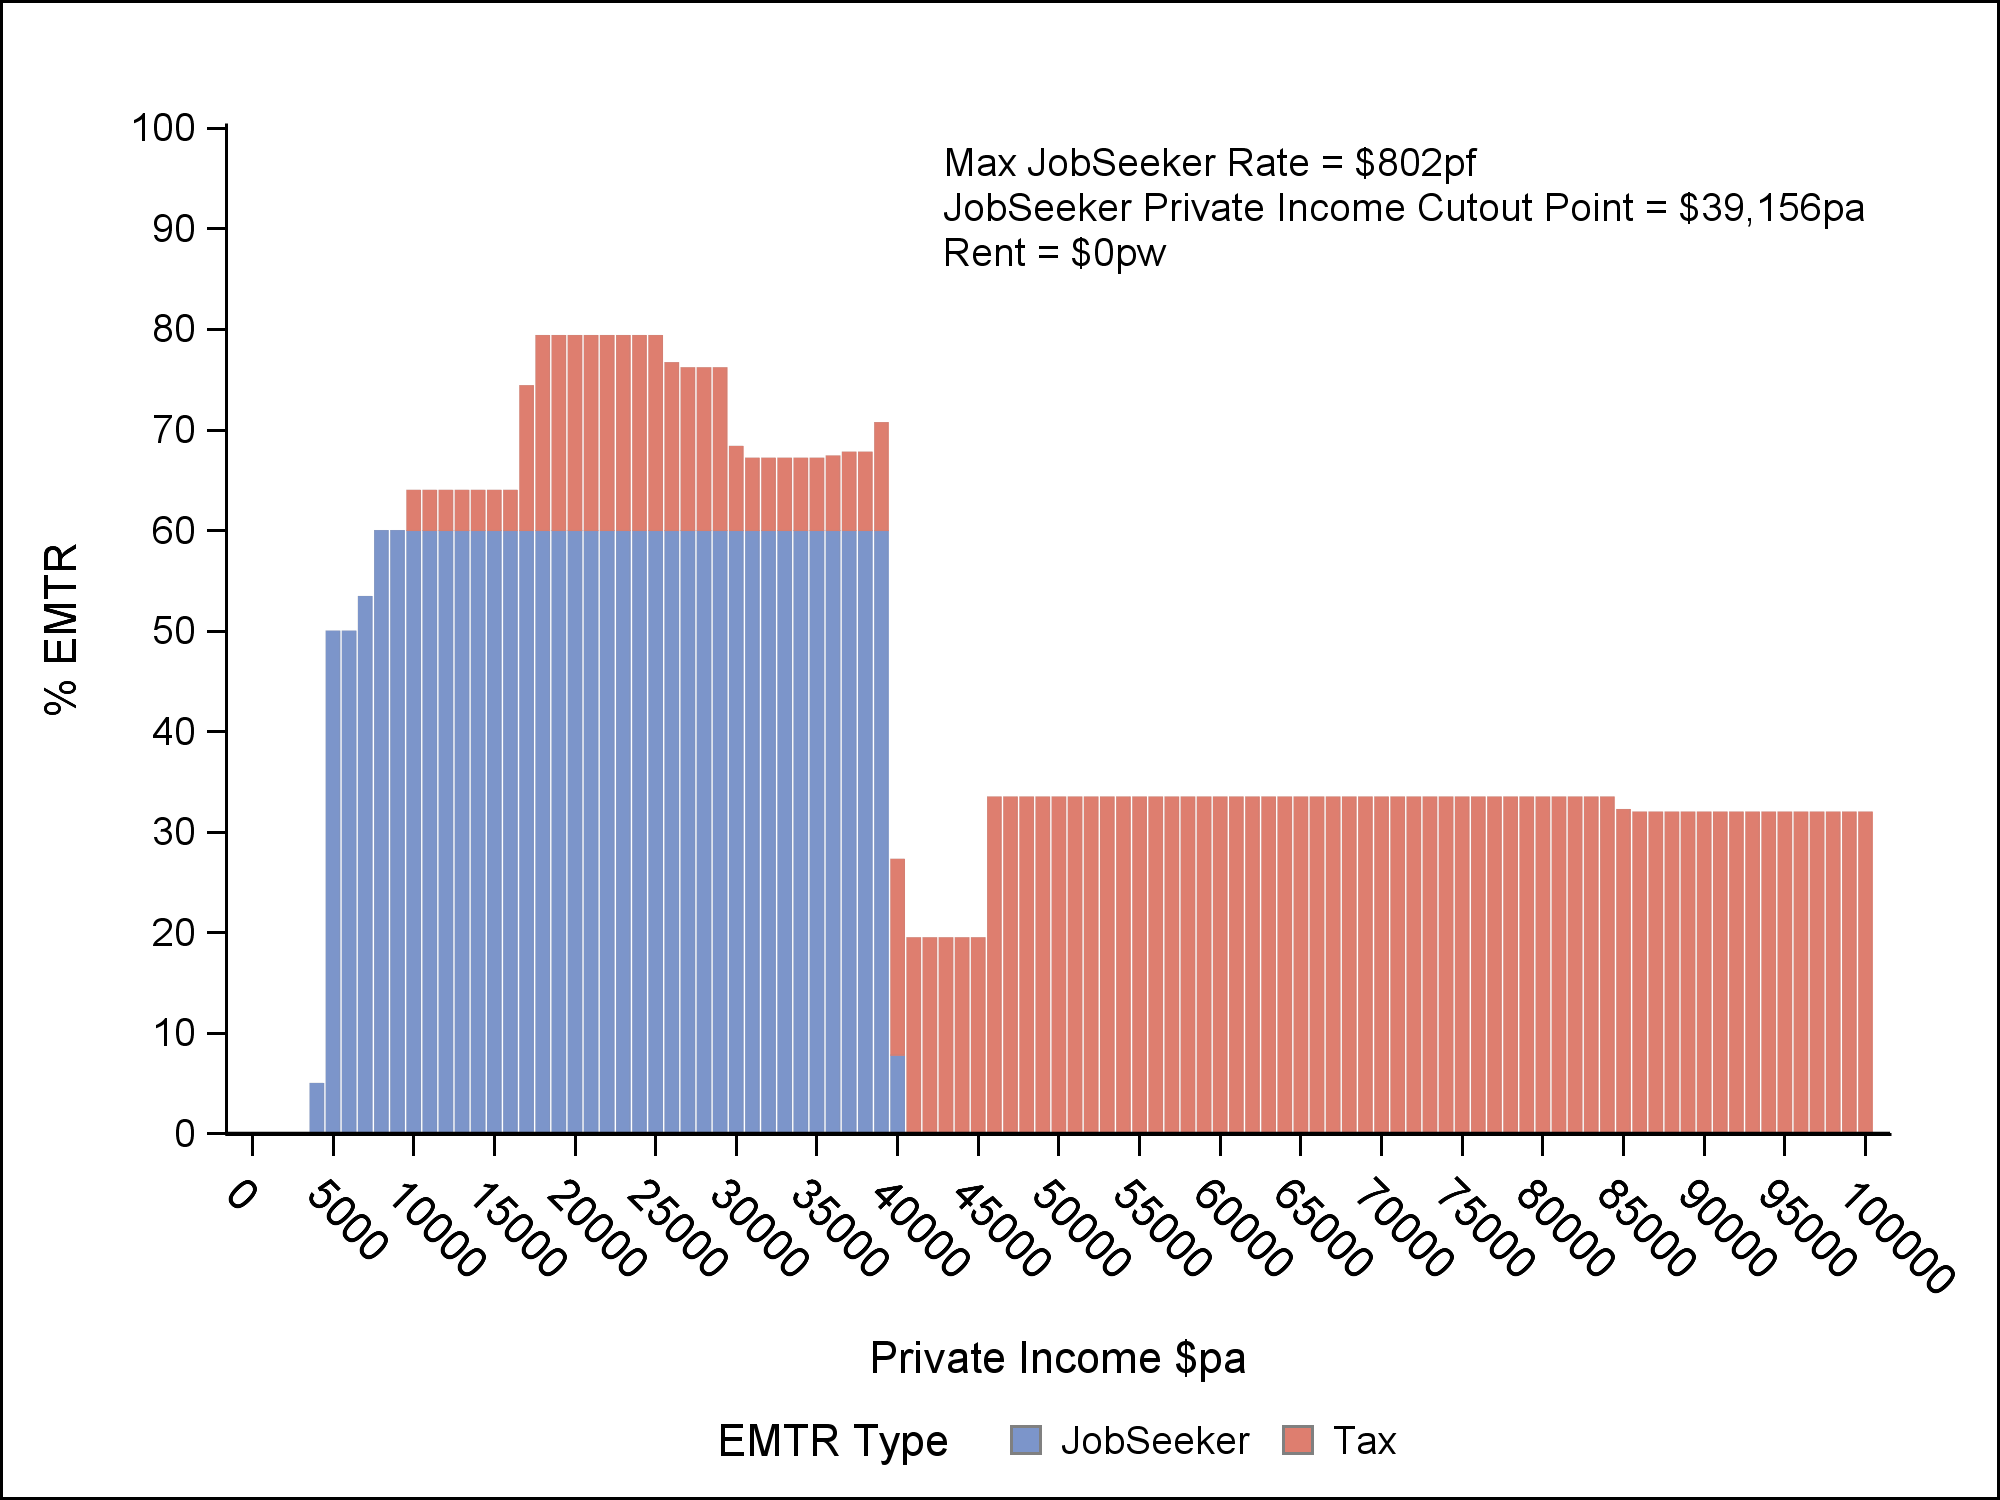 Max JobSeeker Rate = $802pf
JobSeeker Private Income Cutout Point = $39,156pa
Rent = $0pw
100
90
80
70
60
50
40
30
20
10
0
% EMTR
0 5000 10000 15000 20000 25000 30000 35000 40000 45000 50000 55000 60000 65000 70000 75000 80000 85000 90000 95000 100000
Private Income $pa
EMTR Type JobSeeker Tax